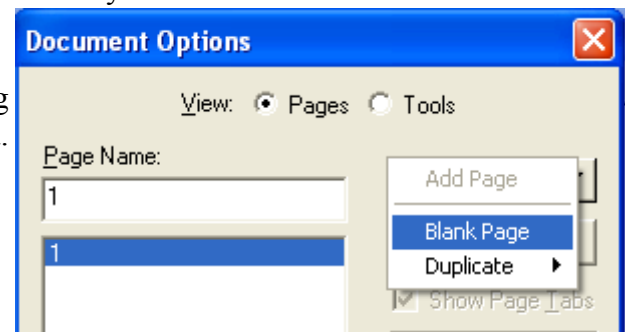 Document Options
g
View: Pages Tools
.
Page Name:
1
Add Page
Blank Page
1
Duplicate
Show Page Tabs